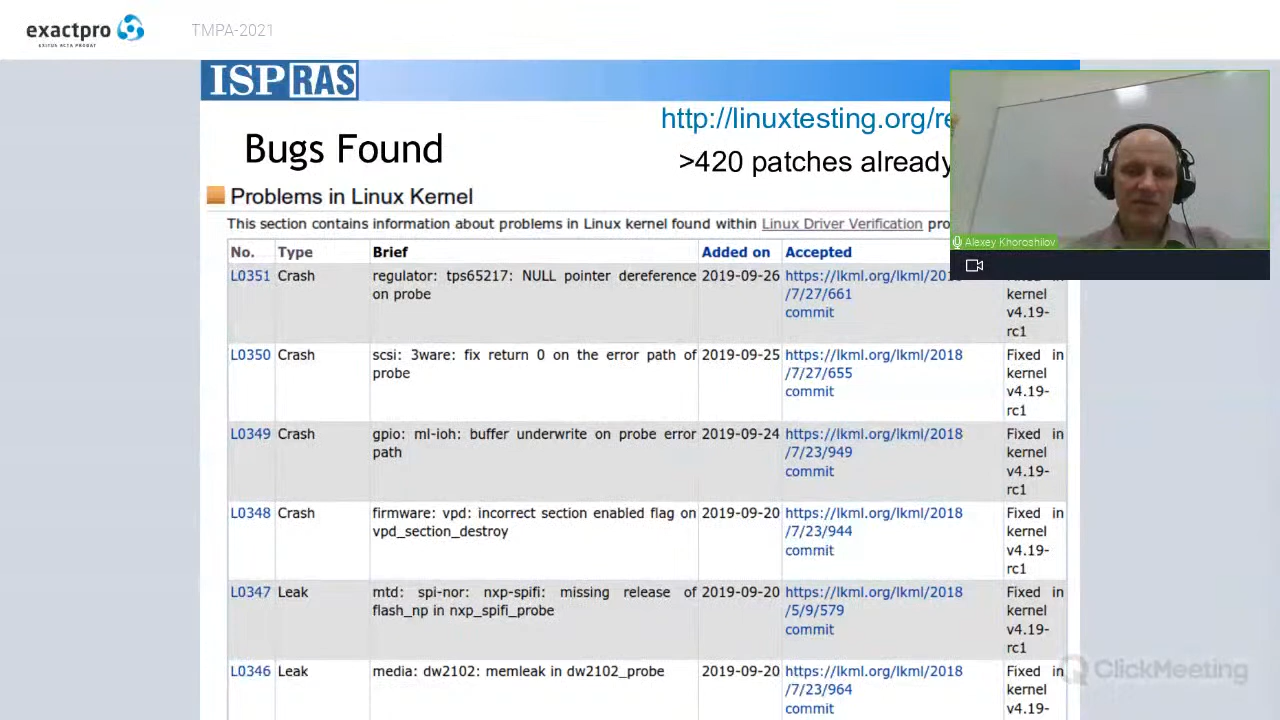 exactpro
EXITUS ACTA PROBAT
TMPA-2021
ISP RAS
http://linuxtesting.org/re
Bugs Found
>420 patches already
Problems in Linux Kernel
This section contains information about problems in Linux kernel found within Linux Driver Verification pro
Alexey Khoroshilov
No. Type Brief Added on Accepted
L0351 Crash regulator: tps65217: NULL pointer dereference 2019-09-26 https://lkml.org/lkml/201
on probe /7/27/661 kernel
commit v4.19-
rc1
L0350 Crash scsi: 3ware: fix return 0 on the error path of 2019-09-25 https://lkml.org/lkml/2018 Fixed in
probe /7/27/655 kernel
commit v4.19-
rc1
L0349 Crash gpio: ml-ioh: buffer underwrite on probe error 2019-09-24 https://lkml.org/lkml/2018 Fixed in
path /7/23/949 kernel
commit v4.19-
rc1
L0348 Crash firmware: vpd: incorrect section enabled flag on 2019-09-20 https://lkml.org/lkml/2018 Fixed in
vpd_section_destroy /7/23/944 kernel
commit v4.19-
rc1
L0347 Leak mtd: spi-nor: nxp-spifi: missing release of 2019-09-20 https://lkml.org/lkml/2018 Fixed in
flash_np in nxp_spifi_probe /5/9/579 kernel
commit v4.19-
rc1
L0346 Leak media: dw2102: memleak in dw2102_probe 2019-09-20 https://lkml.org/lkml/2018 Fixed in
/7/23/964 kernel
commit v4.19-
ClickMeeting